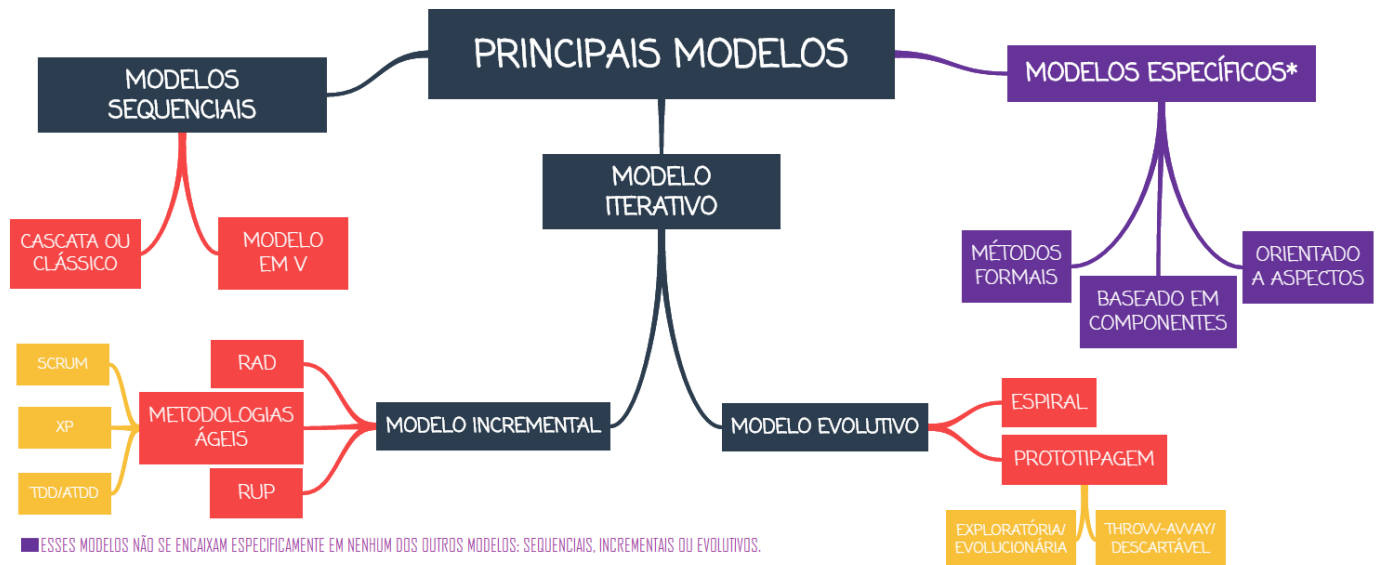 PRINCIPAIS MODELOS
MODELOS
SEQUENCIAIS
CASCATA OU
CLÁSSICO
MODELO
EM V
MODELO
ITERATIVO
MODELO INCREMENTAL
RAD
METODOLOGIAS
ÁGEIS
RUP
SCRUM
XP
TDD/ATDD
MODELO EVOLUTIVO
ESPIRAL
PROTOTIPAGEM
EXPLORATÓRIA/
EVOLUCIONÁRIA
THROW-AWAY/
DESCARTÁVEL
MODELOS ESPECÍFICOS*
MÉTODOS
FORMAIS
BASEADO EM
COMPONENTES
ORIENTADO
A ASPECTOS
ESSES MODELOS NÃO SE ENCAIXAM ESPECIFICAMENTE EM NENHUM DOS OUTROS MODELOS: SEQUENCIAIS, INCREMENTAIS OU EVOLUTIVOS.